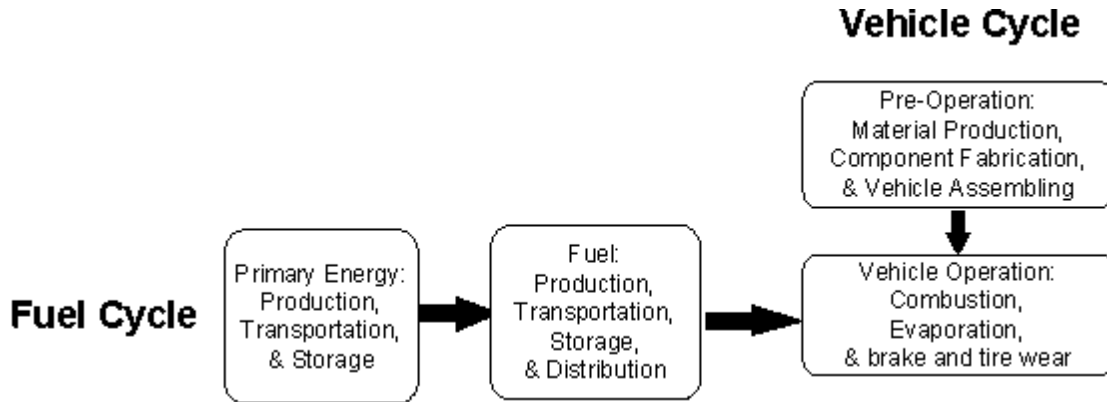 Vehicle Cycle
Pre-Operation:
Material Production,
Component Fabrication,
& Vehicle Assembling
Fuel Cycle
Primary Energy:
Production,
Transportation,
& Storage
Fuel:
Production,
Transportation,
Storage,
& Distribution
Vehicle Operation:
Combustion,
Evaporation,
& brake and tire wear